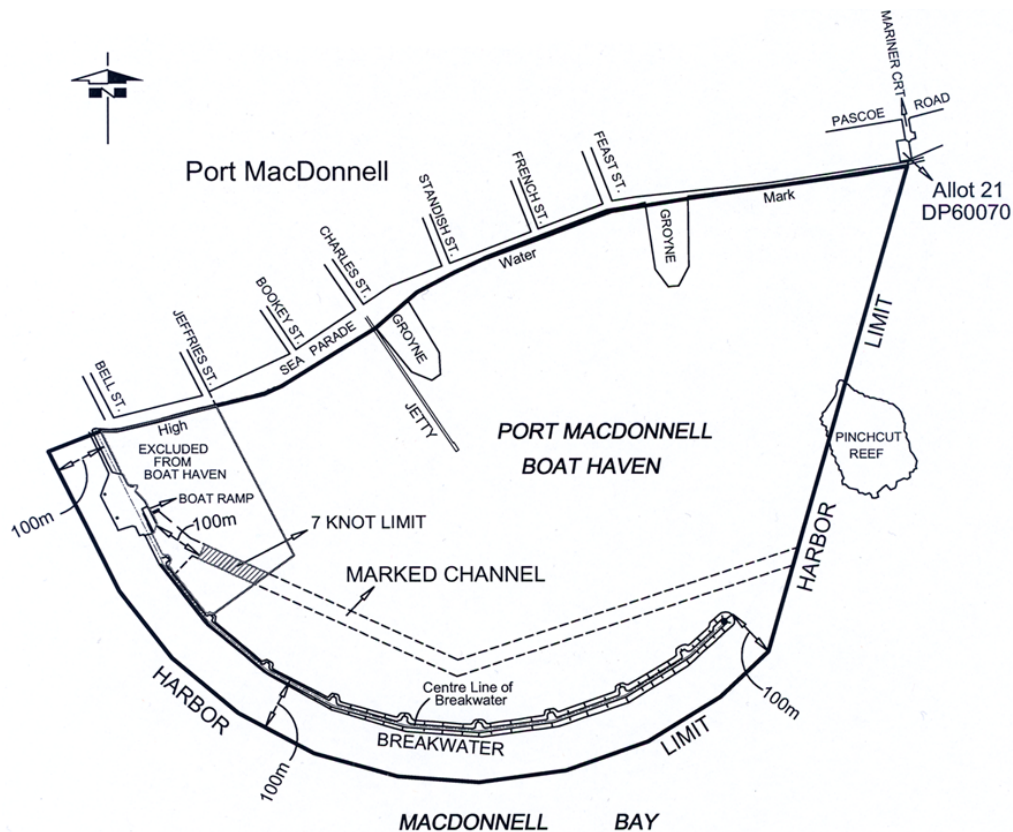 N
MARINER CRT
PASCOE ROAD
Port MacDonnell
FEAST ST.
FRENCH ST.
STANDISH ST.
CHARLES ST.
BOOKEY ST.
JEFFRIES ST.
BELL ST.
Allot 21
DP60070
Mark
Water
High
GROYNE
GROYNE
SEA PARADE
JETTY
LIMIT
PORT MACDONNELL
BOAT HAVEN
PINCHCUT
REEF
EXCLUDED
FROM
BOAT HAVEN
BOAT RAMP
100m
100m
7 KNOT LIMIT
MARKED CHANNEL
HARBOR
Centre Line of
Breakwater
BREAKWATER
HARBOR
LIMIT
100m
100m
MACDONNELL BAY